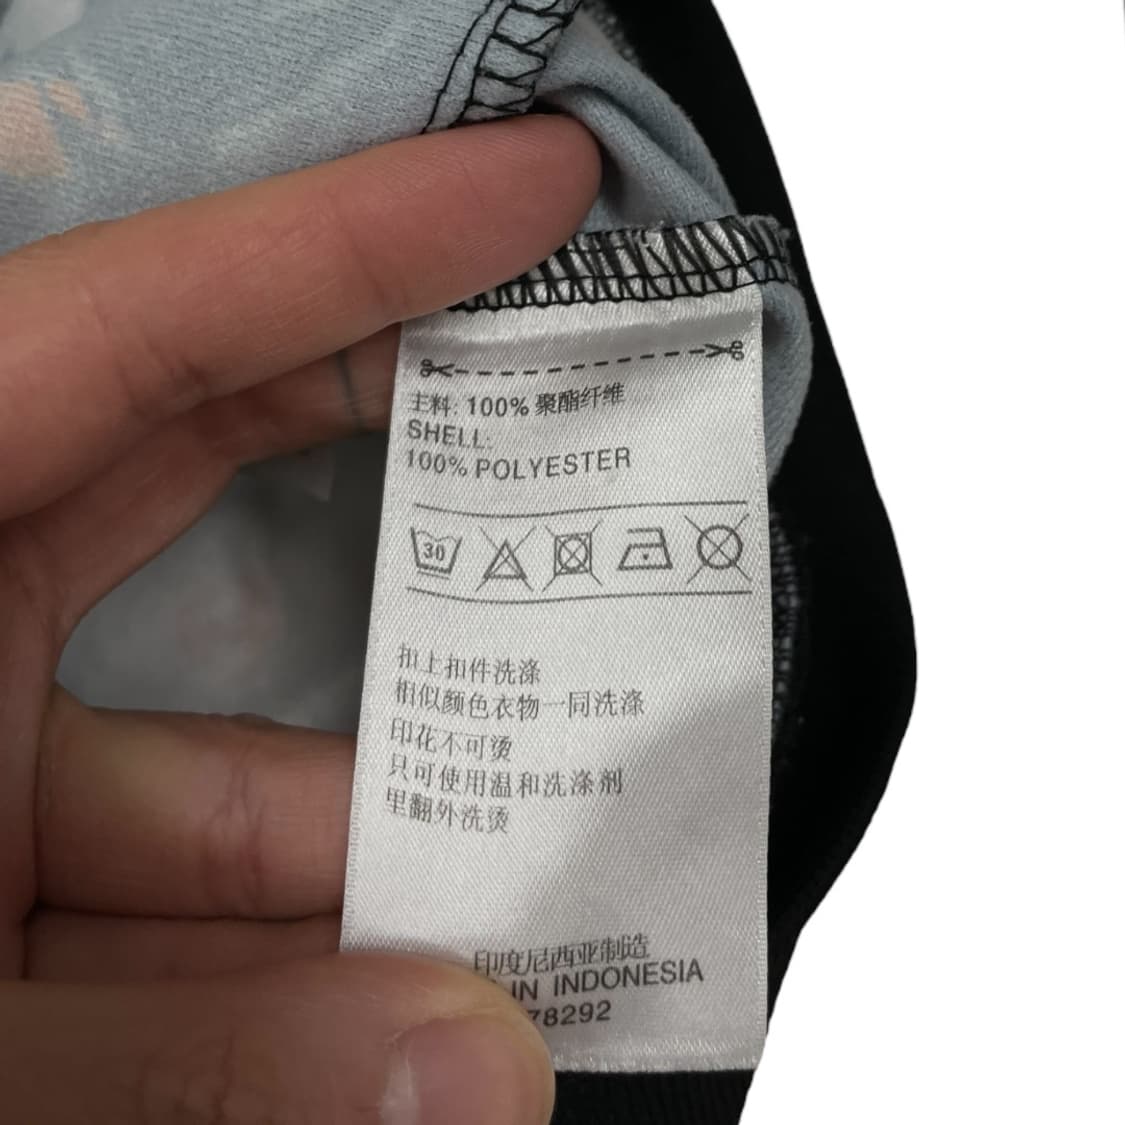 主料: 100% 聚酯纤维
SHELL:
100% POLYESTER
30
扣上扣件洗涤
相似颜色衣物一同洗涤
印花不可烫
只可使用温和洗涤剂
里翻外洗烫
印度尼西亚制造
IN INDONESIA
78292